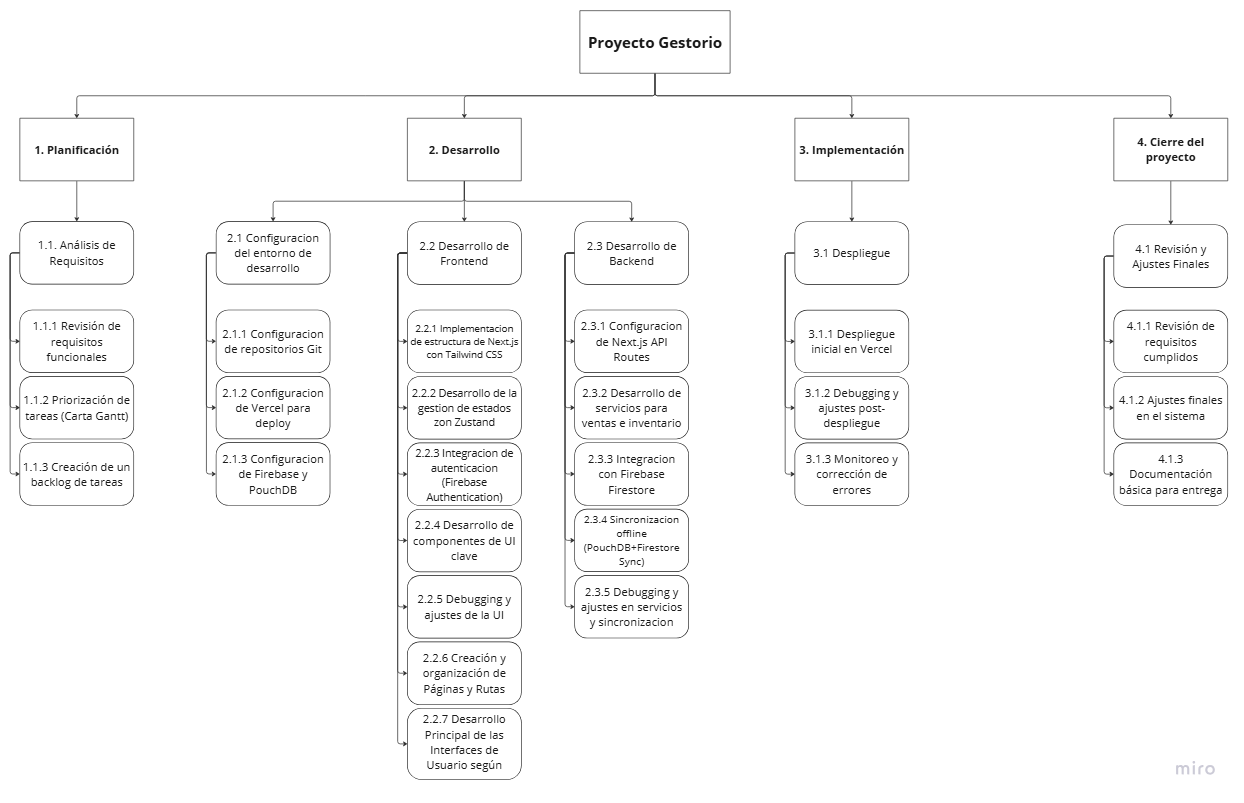 Proyecto Gestorio
1. Planificación
2. Desarrollo
3. Implementación
4. Cierre del
proyecto
1.1. Análisis de
Requisitos
1.1.1 Revisión de
requisitos
funcionales
1.1.2 Priorización de
tareas (Carta Gantt)
1.1.3 Creación de un
backlog de tareas
2.1 Configuracion
del entorno de
desarrollo
2.1.1 Configuracion
de repositorios Git
2.1.2 Configuracion
de Vercel para
deploy
2.1.3 Configuracion
de Firebase y
PouchDB
2.2 Desarrollo de
Frontend
2.2.1 Implementacion
de estructura de Next.js
con Tailwind CSS
2.2.2 Desarrollo de la
gestion de estados
zon Zustand
2.2.3 Integracion de
autenticacion
(Firebase
Authentication)
2.2.4 Desarrollo de
componentes de UI
clave
2.2.5 Debugging y
ajustes de la UI
2.2.6 Creación y
organización de
Páginas y Rutas
2.2.7 Desarrollo
Principal de las
Interfaces de
Usuario según
2.3 Desarrollo de
Backend
2.3.1 Configuracion
de Next.js API
Routes
2.3.2 Desarrollo de
servicios para
ventas e inventario
2.3.3 Integracion
con Firebase
Firestore
2.3.4 Sincronizacion
offline
(PouchDB+Firestore
Sync)
2.3.5 Debugging y
ajustes en servicios
y sincronizacion
3.1 Despliegue
3.1.1 Despliegue
inicial en Vercel
3.1.2 Debugging y
ajustes post-
despliegue
3.1.3 Monitoreo y
corrección de
errores
4.1 Revisión y
Ajustes Finales
4.1.1 Revisión de
requisitos
cumplidos
4.1.2 Ajustes finales
en el sistema
4.1.3
Documentación
básica para entrega
miro